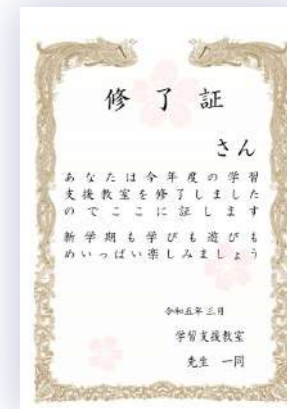 修了証
さん
あなたは今年度の学習
支援教室を修了しました
のでここに証します
新学期も学びも遊びも
めいっぱい楽しみましょう
令和五年三月
学習支援教室
先生 一同